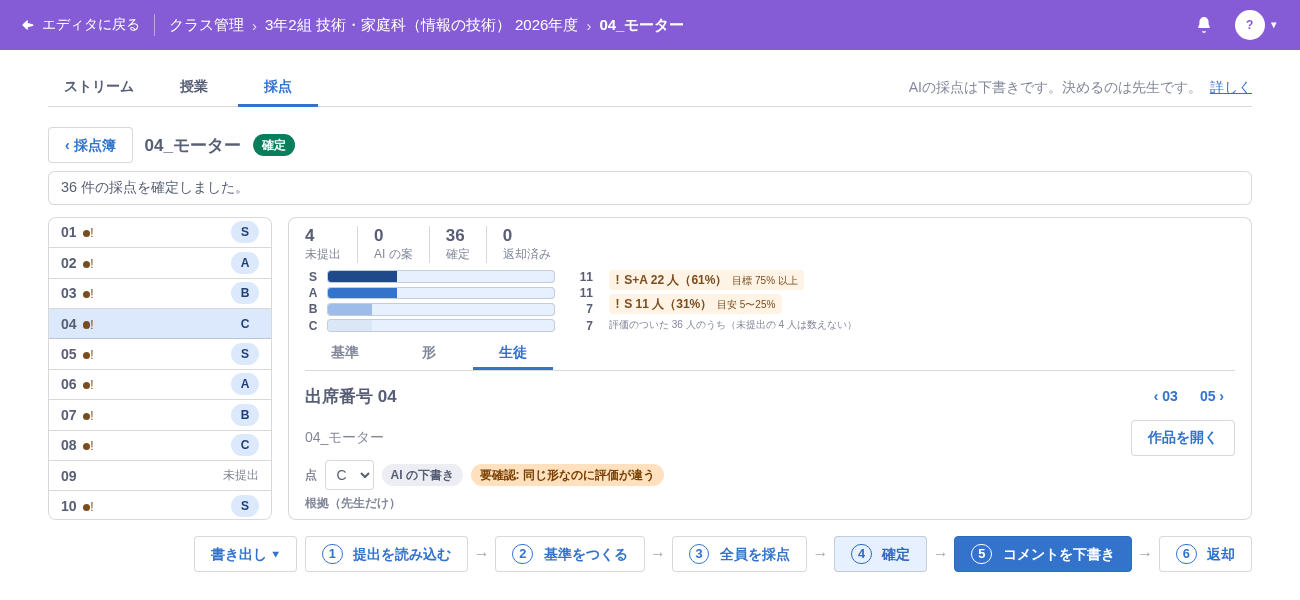 エディタに戻る クラス管理 › 3年2組 技術・家庭科（情報の技術） 2026年度 › 04_モーター ? ▾
ストリーム 授業 採点 AIの採点は下書きです。決めるのは先生です。 詳しく
‹ 採点簿 04_モーター 確定
36 件の採点を確定しました。
01 ●! S
02 ●! A
03 ●! B
04 ●! C
05 ●! S
06 ●! A
07 ●! B
08 ●! C
09 未提出
10 ●! S
4 0 36 0
未提出 AI の案 確定 返却済み
S 11
A 11
B 7
C 7
! S+A 22 人（61%） 目標 75% 以上
! S 11 人（31%） 目安 5〜25%
評価のついた 36 人のうち（未提出の 4 人は数えない）
基準 形 生徒
出席番号 04 ‹ 03 05 ›
04_モーター 作品を開く
点 C AI の下書き 要確認: 同じ形なのに評価が違う
根拠（先生だけ）
書き出し ▾ 1 提出を読み込む → 2 基準をつくる → 3 全員を採点 → 4 確定 → 5 コメントを下書き → 6 返却